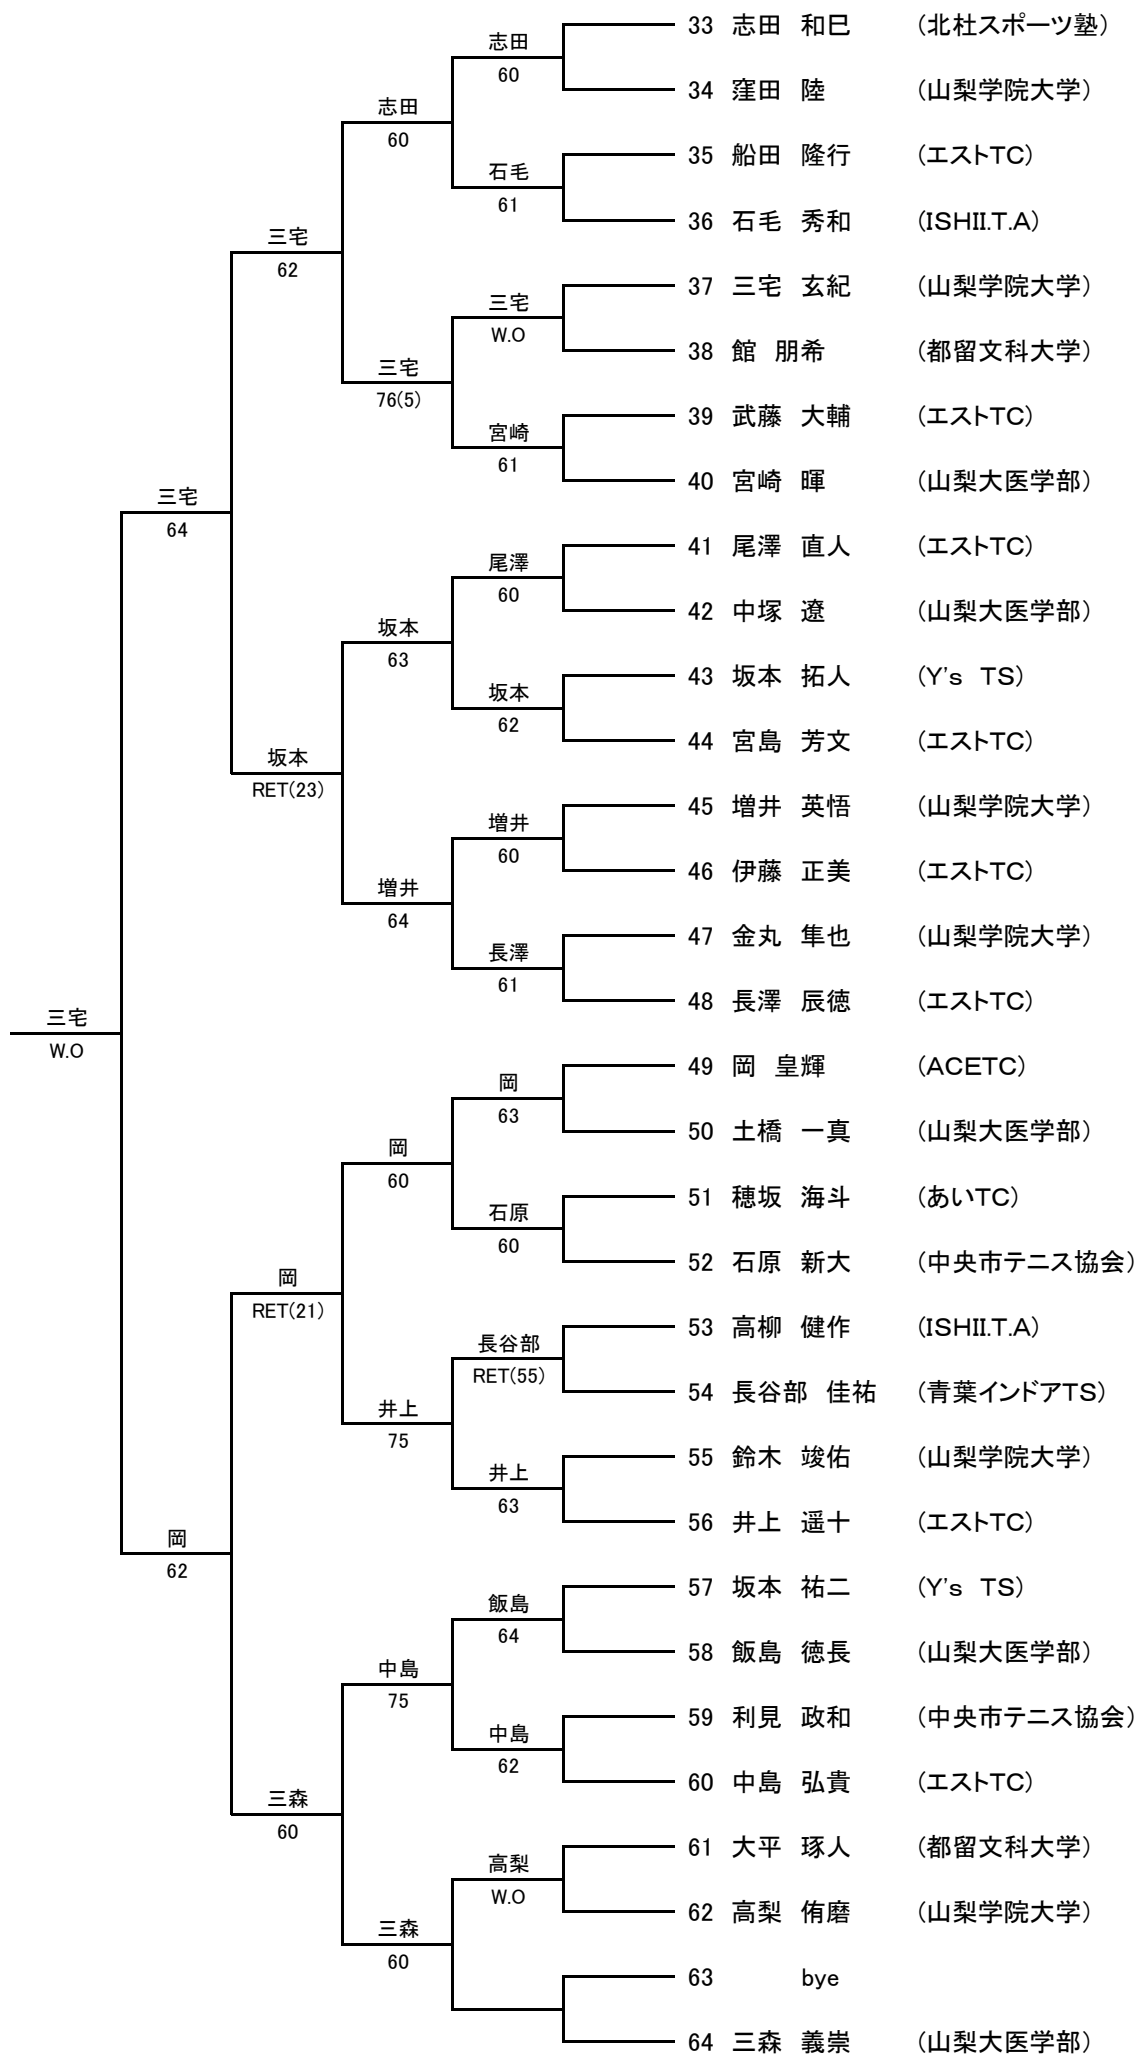 33 志田 和巳 (北杜スポーツ塾)
志田
60
34 窪田 陸 (山梨学院大学)
志田
60
35 船田 隆行 (エストTC)
石毛
61
36 石毛 秀和 (ISHII.T.A)
三宅
62
37 三宅 玄紀 (山梨学院大学)
三宅
W.O
38 館 朋希 (都留文科大学)
三宅
76(5)
39 武藤 大輔 (エストTC)
宮崎
61
40 宮崎 暉 (山梨大医学部)
三宅
64
41 尾澤 直人 (エストTC)
尾澤
60
42 中塚 遼 (山梨大医学部)
坂本
63
43 坂本 拓人 (Y's TS)
坂本
62
44 宮島 芳文 (エストTC)
坂本
RET(23)
45 増井 英悟 (山梨学院大学)
増井
60
46 伊藤 正美 (エストTC)
増井
64
47 金丸 隼也 (山梨学院大学)
長澤
61
48 長澤 辰徳 (エストTC)
三宅
W.O
49 岡 皇輝 (ACETC)
岡
63
50 土橋 一真 (山梨大医学部)
岡
60
51 穂坂 海斗 (あいTC)
石原
60
52 石原 新大 (中央市テニス協会)
岡
RET(21)
53 高柳 健作 (ISHII.T.A)
長谷部
RET(55)
54 長谷部 佳祐 (青葉インドアTS)
井上
75
55 鈴木 竣佑 (山梨学院大学)
井上
63
56 井上 遥十 (エストTC)
岡
62
57 坂本 祐二 (Y's TS)
飯島
64
58 飯島 徳長 (山梨大医学部)
中島
75
59 利見 政和 (中央市テニス協会)
中島
62
60 中島 弘貴 (エストTC)
三森
60
61 大平 琢人 (都留文科大学)
高梨
W.O
62 高梨 侑磨 (山梨学院大学)
三森
60
63 bye
64 三森 義崇 (山梨大医学部)